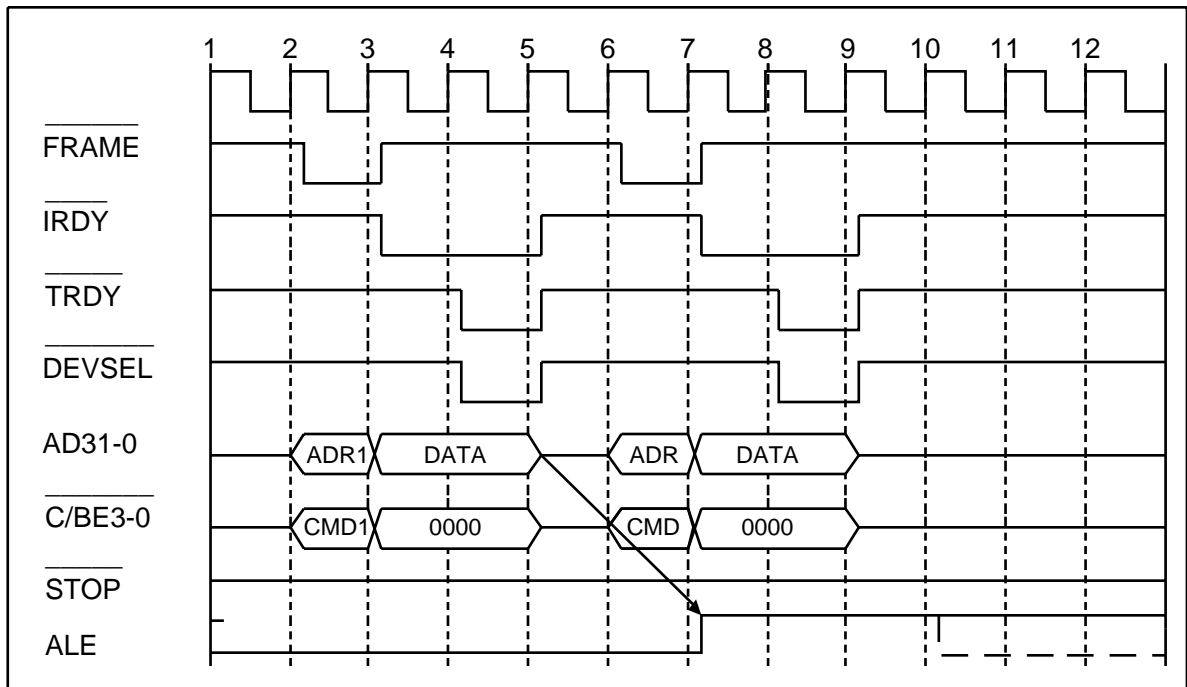 1 2 3 4 5 6 7 8 9 10 11 12
FRAME
IRDY
TRDY
DEVSEL
AD31-0 ADR1 DATA ADR DATA
C/BE3-0 CMD1 0000 CMD 0000
STOP
ALE